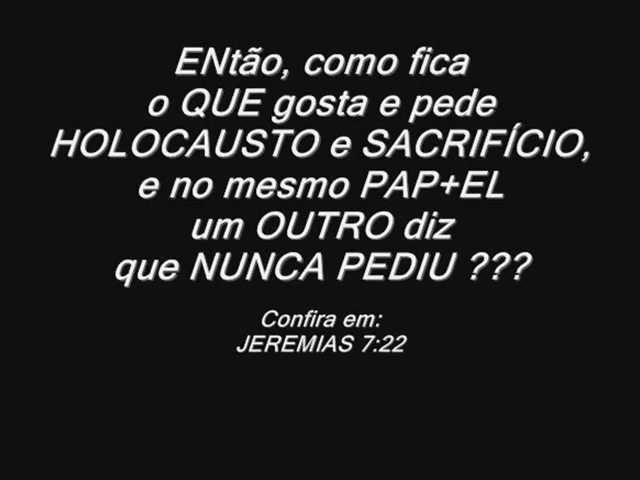 ENtão, como fica
o QUE gosta e pede
HOLOCAUSTO e SACRIFÍCIO,
e no mesmo PAP+EL
um OUTRO diz
que NUNCA PEDIU ???
Confira em:
JEREMIAS 7:22